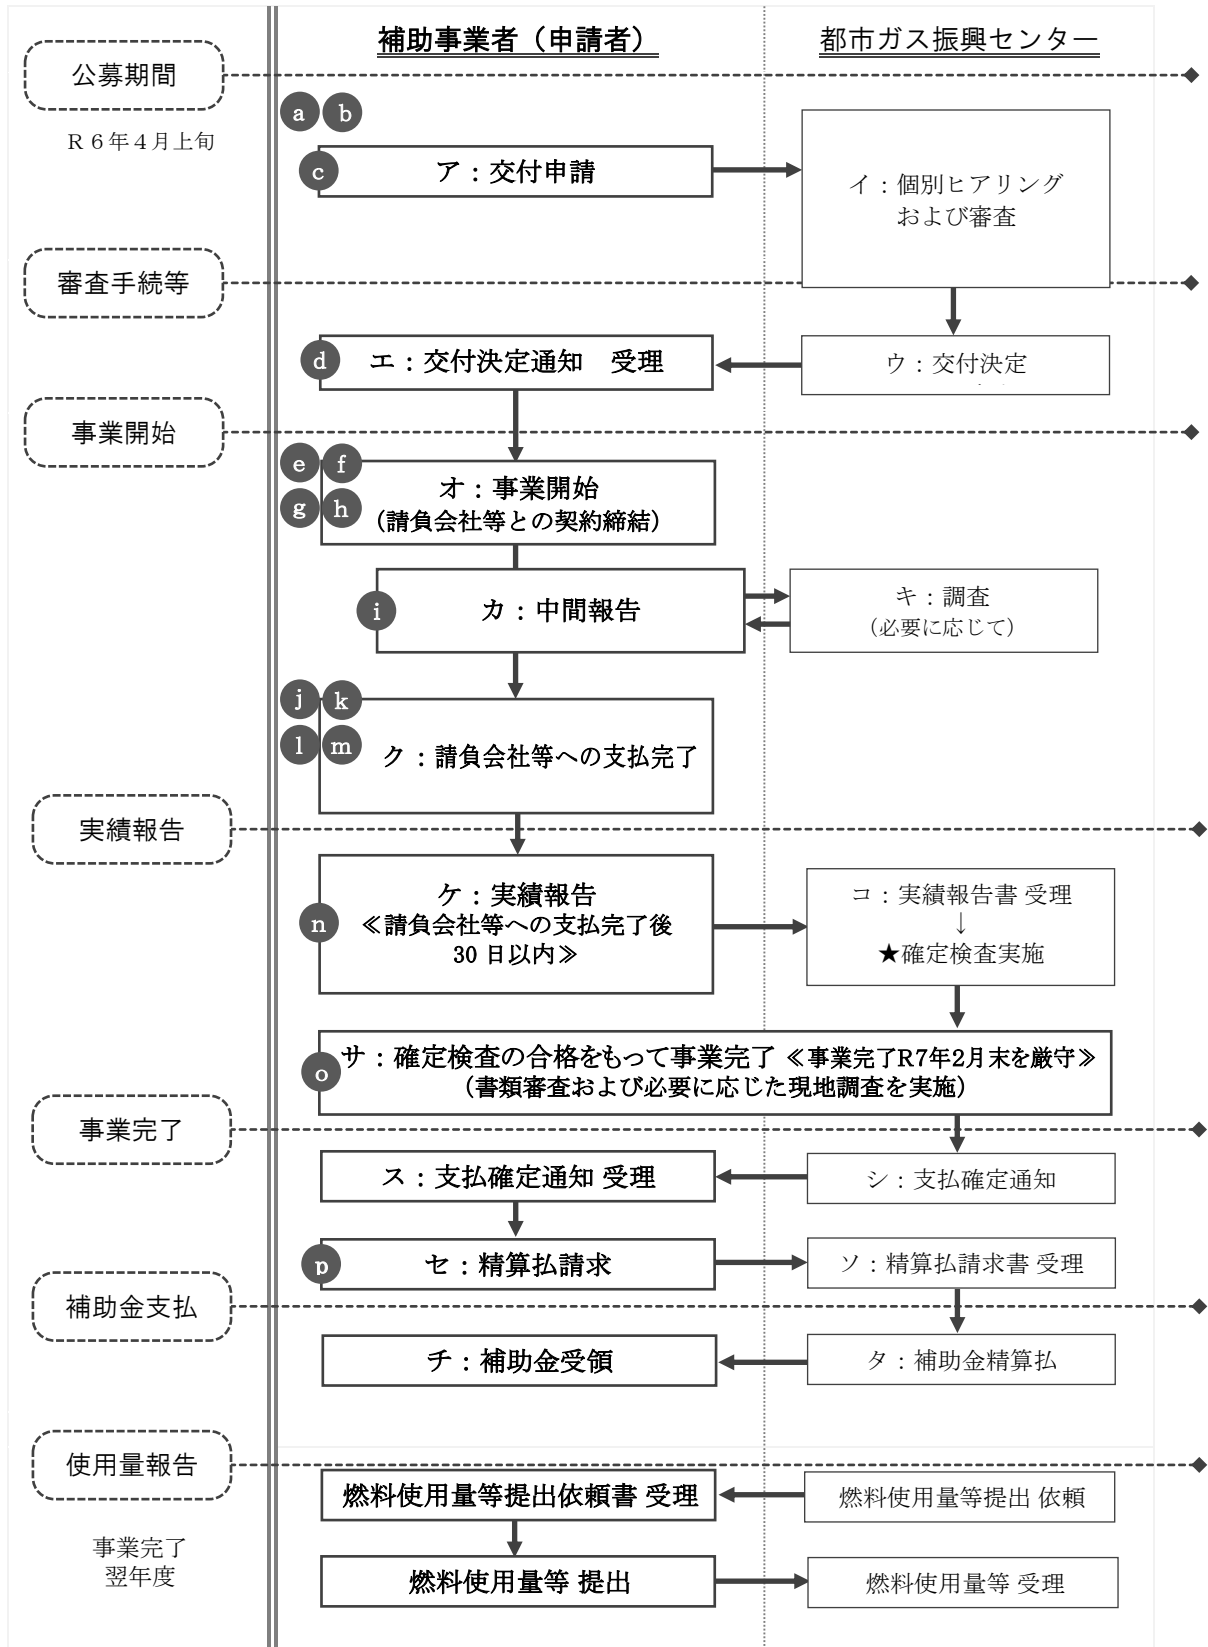 補助事業者（申請者）
都市ガス振興センター
公募期間
Ｒ６年４月上旬
a b
c
ア：交付申請
イ：個別ヒアリング
および審査
審査手続等
d
エ：交付決定通知　受理
ウ：交付決定
事業開始
e f
g h
オ：事業開始
（請負会社等との契約締結）
i
カ：中間報告
キ：調査
（必要に応じて）
j k
l m
ク：請負会社等への支払完了
実績報告
n
ケ：実績報告
≪請負会社等への支払完了後
30 日以内≫
コ：実績報告書 受理
↓
★確定検査実施
o
サ：確定検査の合格をもって事業完了 ≪事業完了R7年2月末を厳守≫
（書類審査および必要に応じた現地調査を実施）
事業完了
ス：支払確定通知 受理
シ：支払確定通知
p
セ：精算払請求
ソ：精算払請求書 受理
補助金支払
チ：補助金受領
タ：補助金精算払
使用量報告
事業完了
翌年度
燃料使用量等提出依頼書 受理
燃料使用量等提出 依頼
燃料使用量等 提出
燃料使用量等 受理